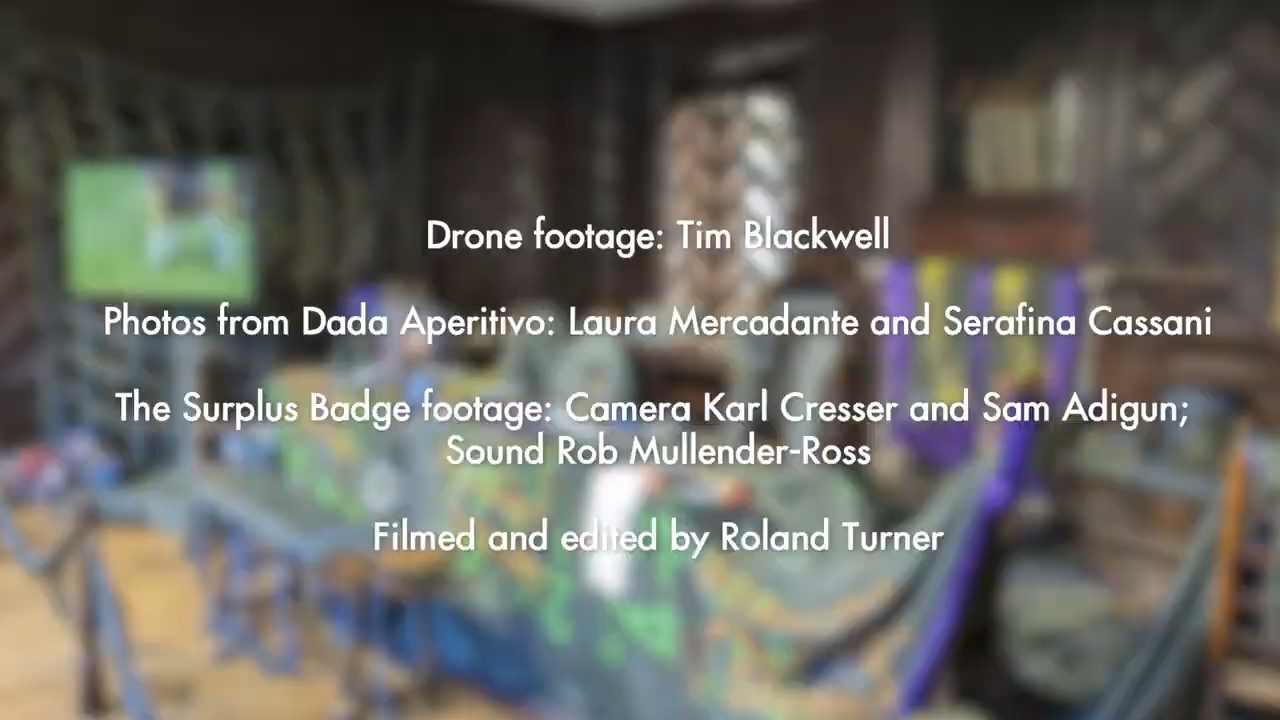 Drone footage: Tim Blackwell
Photos from Dada Aperitivo: Laura Mercadante and Serafina Cassani
The Surplus Badge footage: Camera Karl Cresser and Sam Adigun;
Sound Rob Mullender-Ross
Filmed and edited by Roland Turner